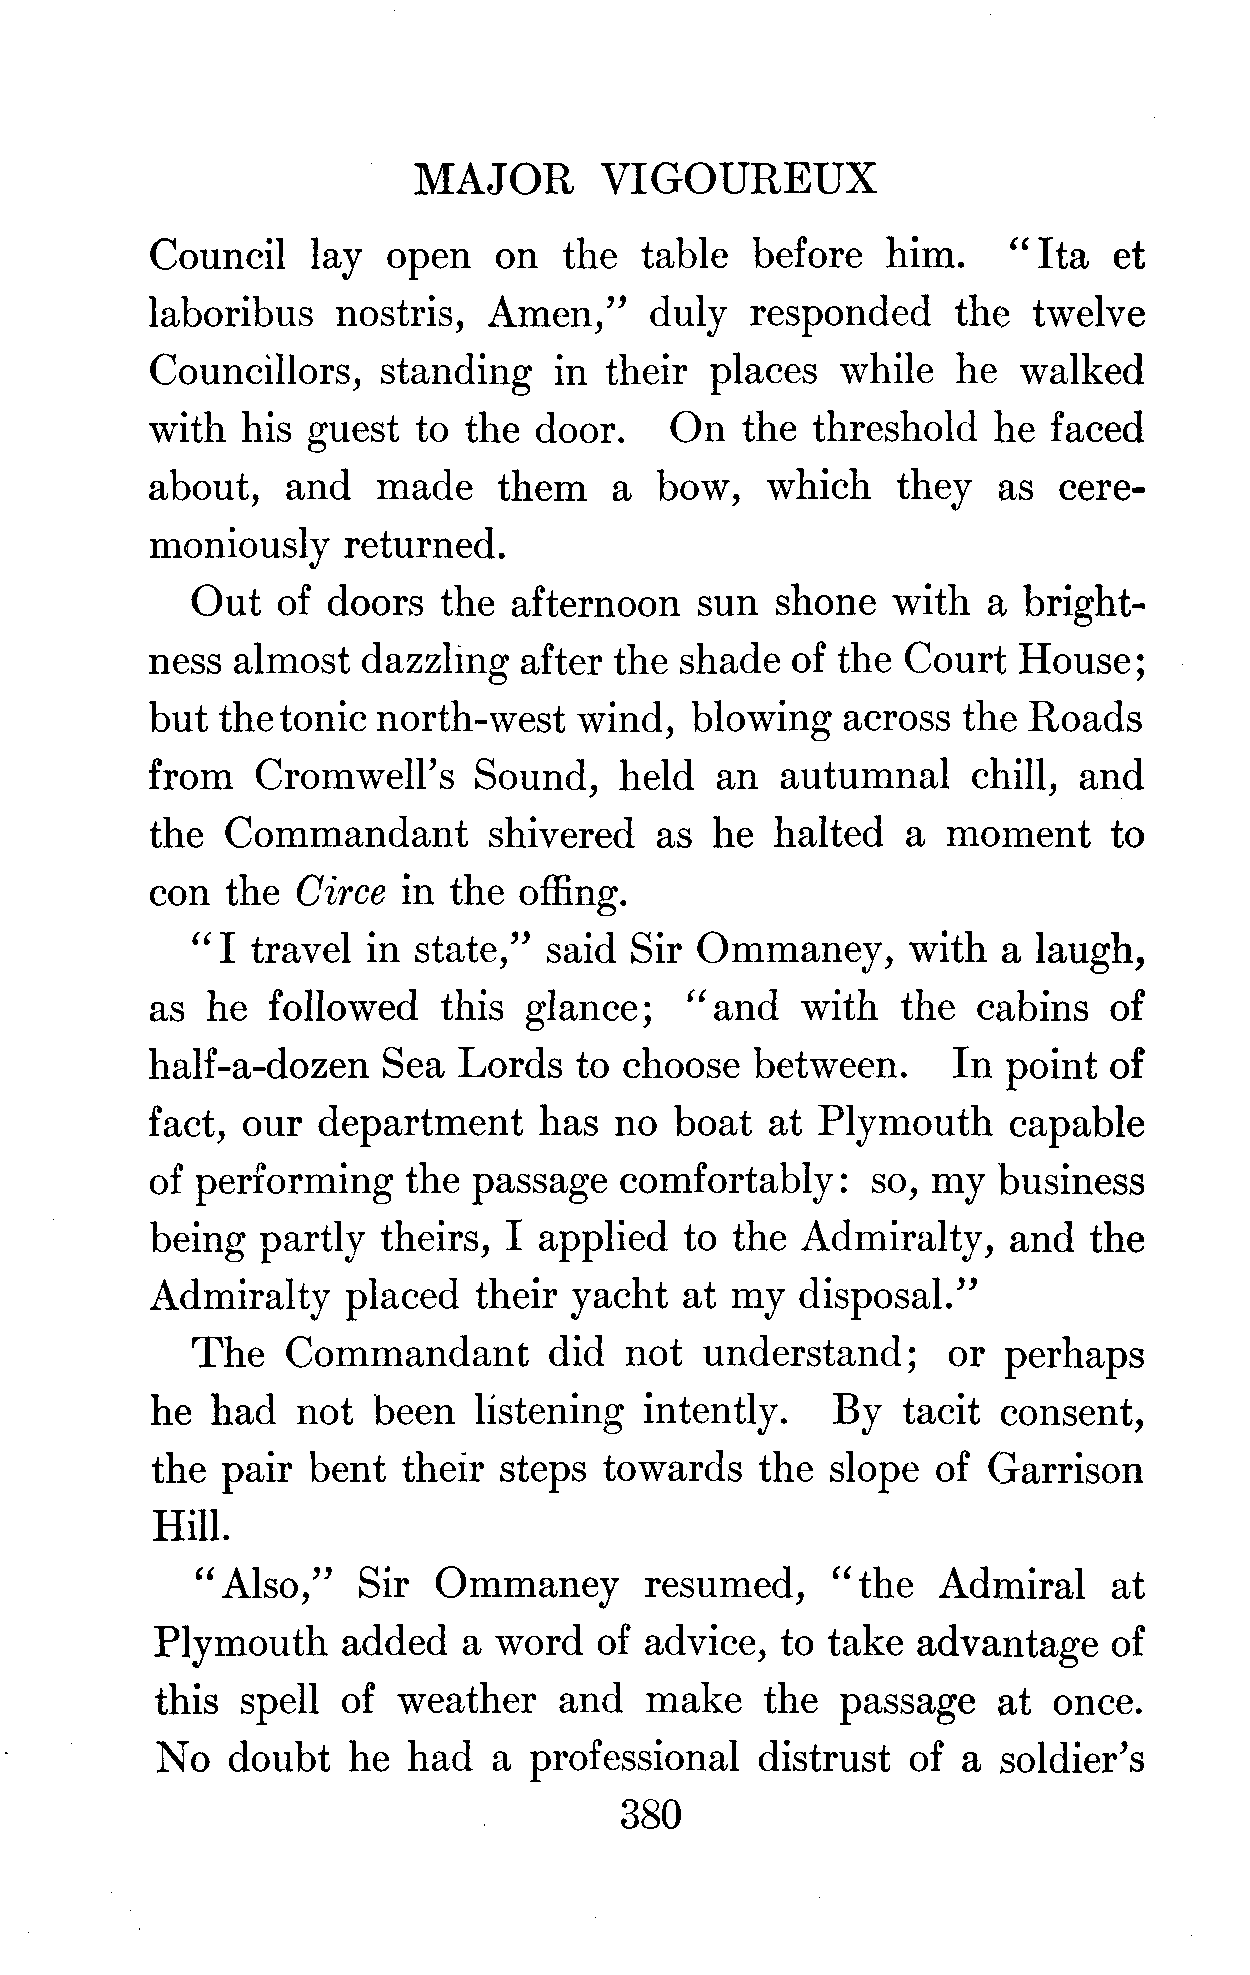 MAJOR VIGOUREUX
Council lay open on the table before him. "Ita et
laboribus nostris, Amen," duly responded the twelve
Councillors, standing in their places while he walked
with his guest to the door. On the threshold he faced
about, and made them a bow, which they as cere-
moniously returned.
Out of doors the afternoon sun shone with a bright-
ness almost dazzling after the shade of the Court House;
but the tonic north-west wind, blowing across the Roads
from Cromwell's Sound, held an autumnal chill, and
the Commandant shivered as he halted a moment to
con the Circe in the offing.
"I travel in state," said Sir Ommaney, with a laugh,
as he followed this glance; "and with the cabins of
half-a-dozen Sea Lords to choose between. In point of
fact, our department has no boat at Plymouth capable
of performing the passage comfortably: so, my business
being partly theirs, I applied to the Admiralty, and the
Admiralty placed their yacht at my disposal."
The Commandant did not understand; or perhaps
he had not been listening intently. By tacit consent,
the pair bent their steps towards the slope of Garrison
Hill.
"Also," Sir Ommaney resumed, "the Admiral at
Plymouth added a word of advice, to take advantage of
this spell of weather and make the passage at once.
No doubt he had a professional distrust of a soldier's
380